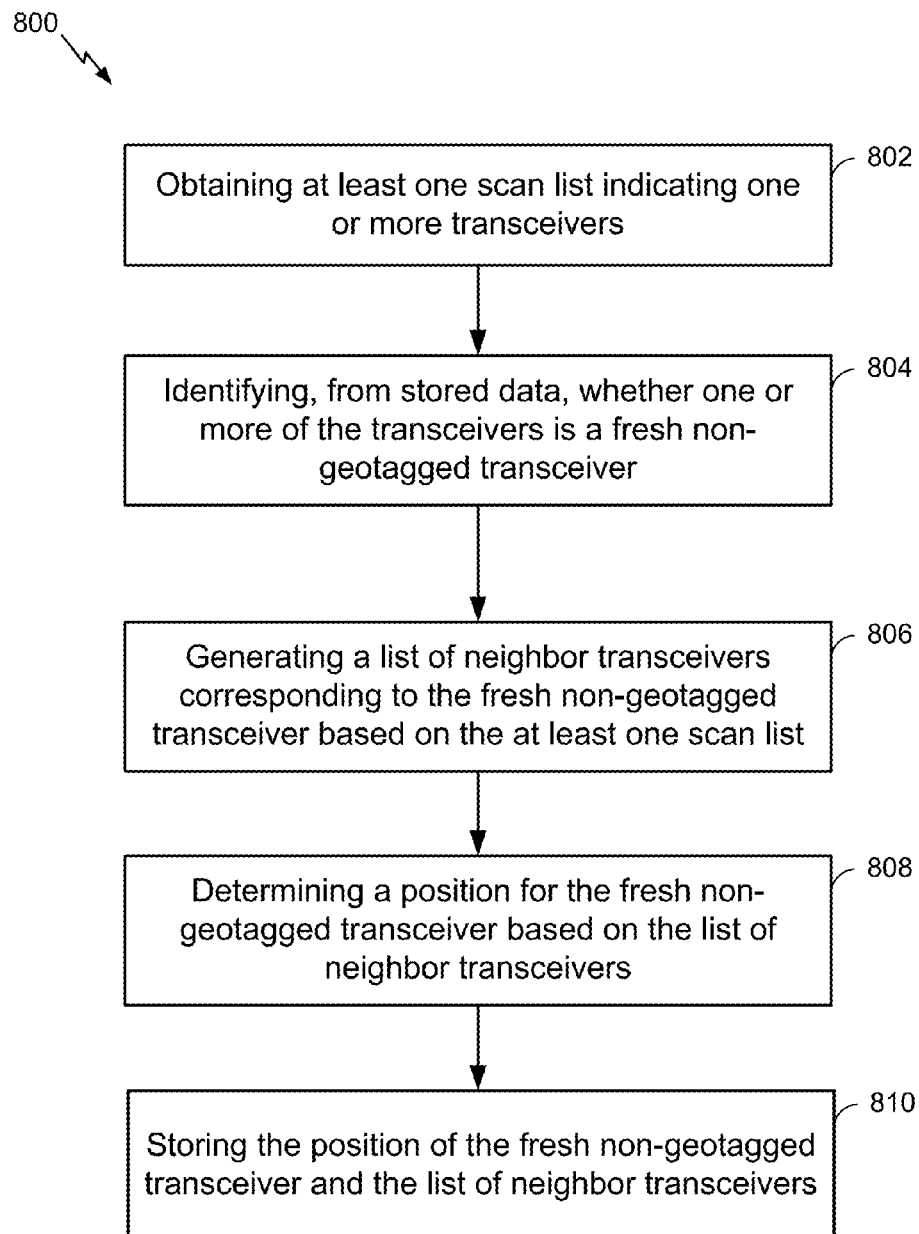 800
802
Obtaining at least one scan list indicating one
or more transceivers
804
Identifying, from stored data, whether one or
more of the transceivers is a fresh non-
geotagged transceiver
806
Generating a list of neighbor transceivers
corresponding to the fresh non-geotagged
transceiver based on the at least one scan list
808
Determining a position for the fresh non-
geotagged transceiver based on the list of
neighbor transceivers
810
Storing the position of the fresh non-geotagged
transceiver and the list of neighbor transceivers